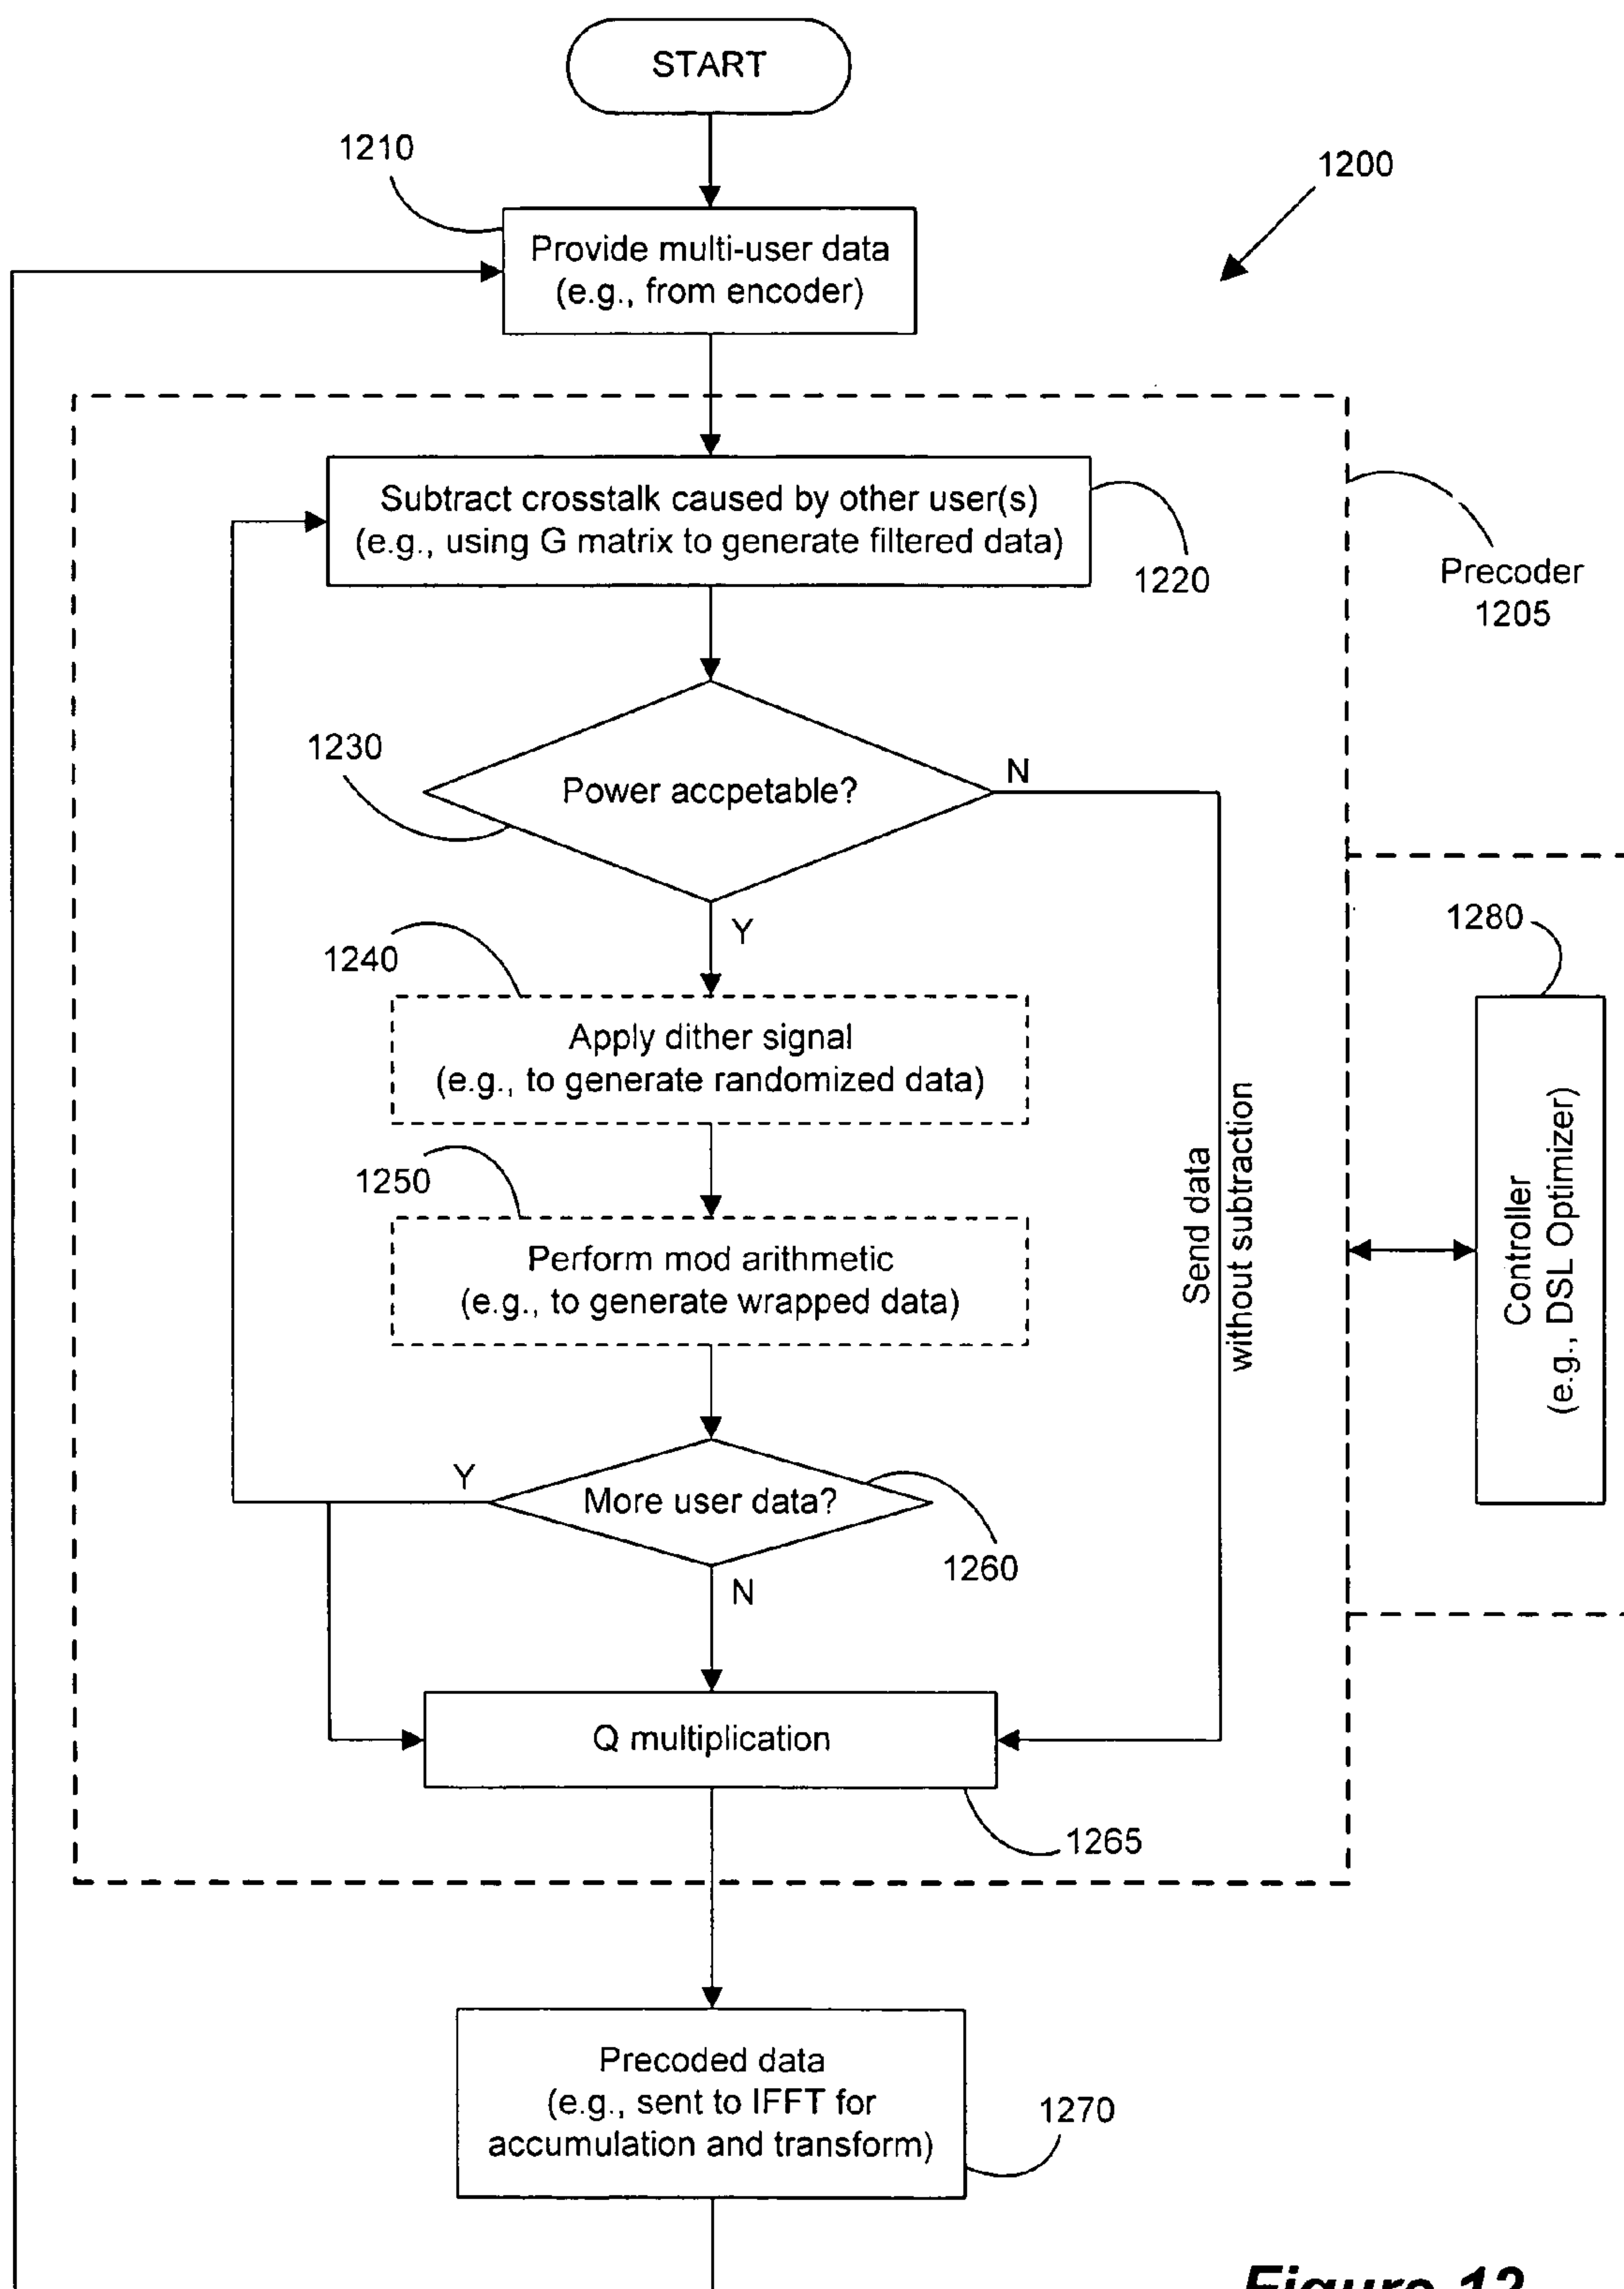 START
1210
1200
Provide multi-user data
(e.g., from encoder)
Subtract crosstalk caused by other user(s)
(e.g., using G matrix to generate filtered data)
1220
Precoder
1205
1230
Power accpetable?
N
Y
1240
1280
Apply dither signal
(e.g., to generate randomized data)
1250
Perform mod arithmetic
(e.g., to generate wrapped data)
Send data
without subtraction
Controller
(e.g., DSL Optimizer)
Y
More user data?
1260
N
Q multiplication
1265
Precoded data
(e.g., sent to IFFT for
accumulation and transform)
1270
Figure 12